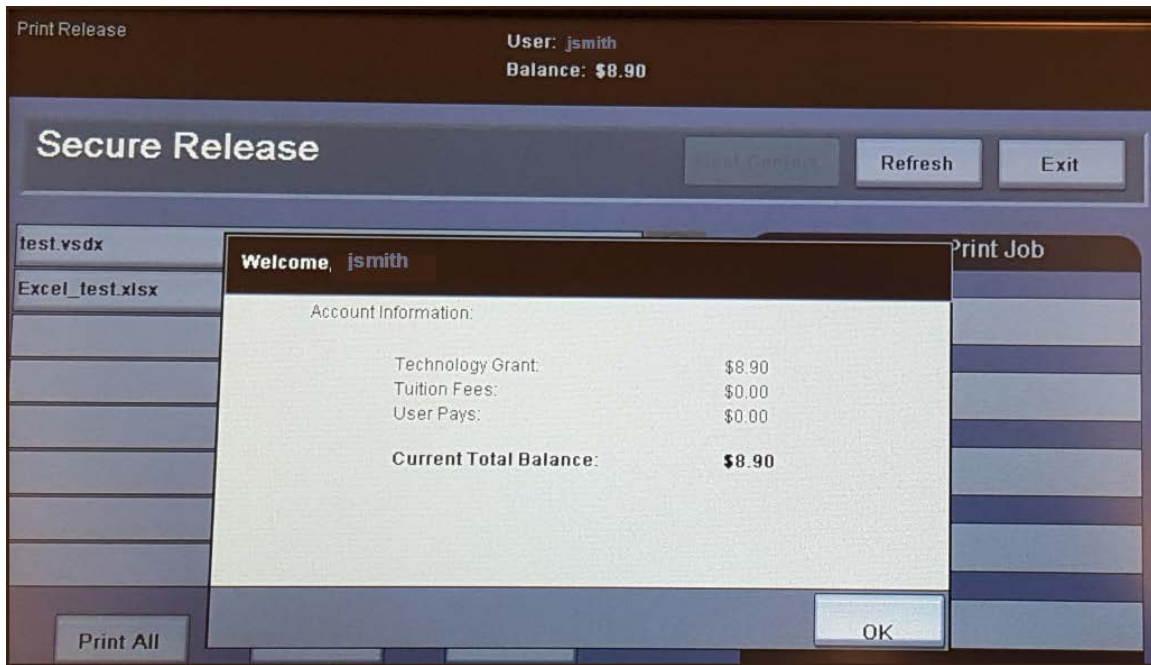 Print Release
User: jsmith
Balance: $8.90
Secure Release
Refresh
Exit
test.vsdx
Excel_test.xlsx
Print Job
Welcome, jsmith
Account Information:
Technology Grant: $8.90
Tuition Fees: $0.00
User Pays: $0.00
Current Total Balance: $8.90
OK
Print All